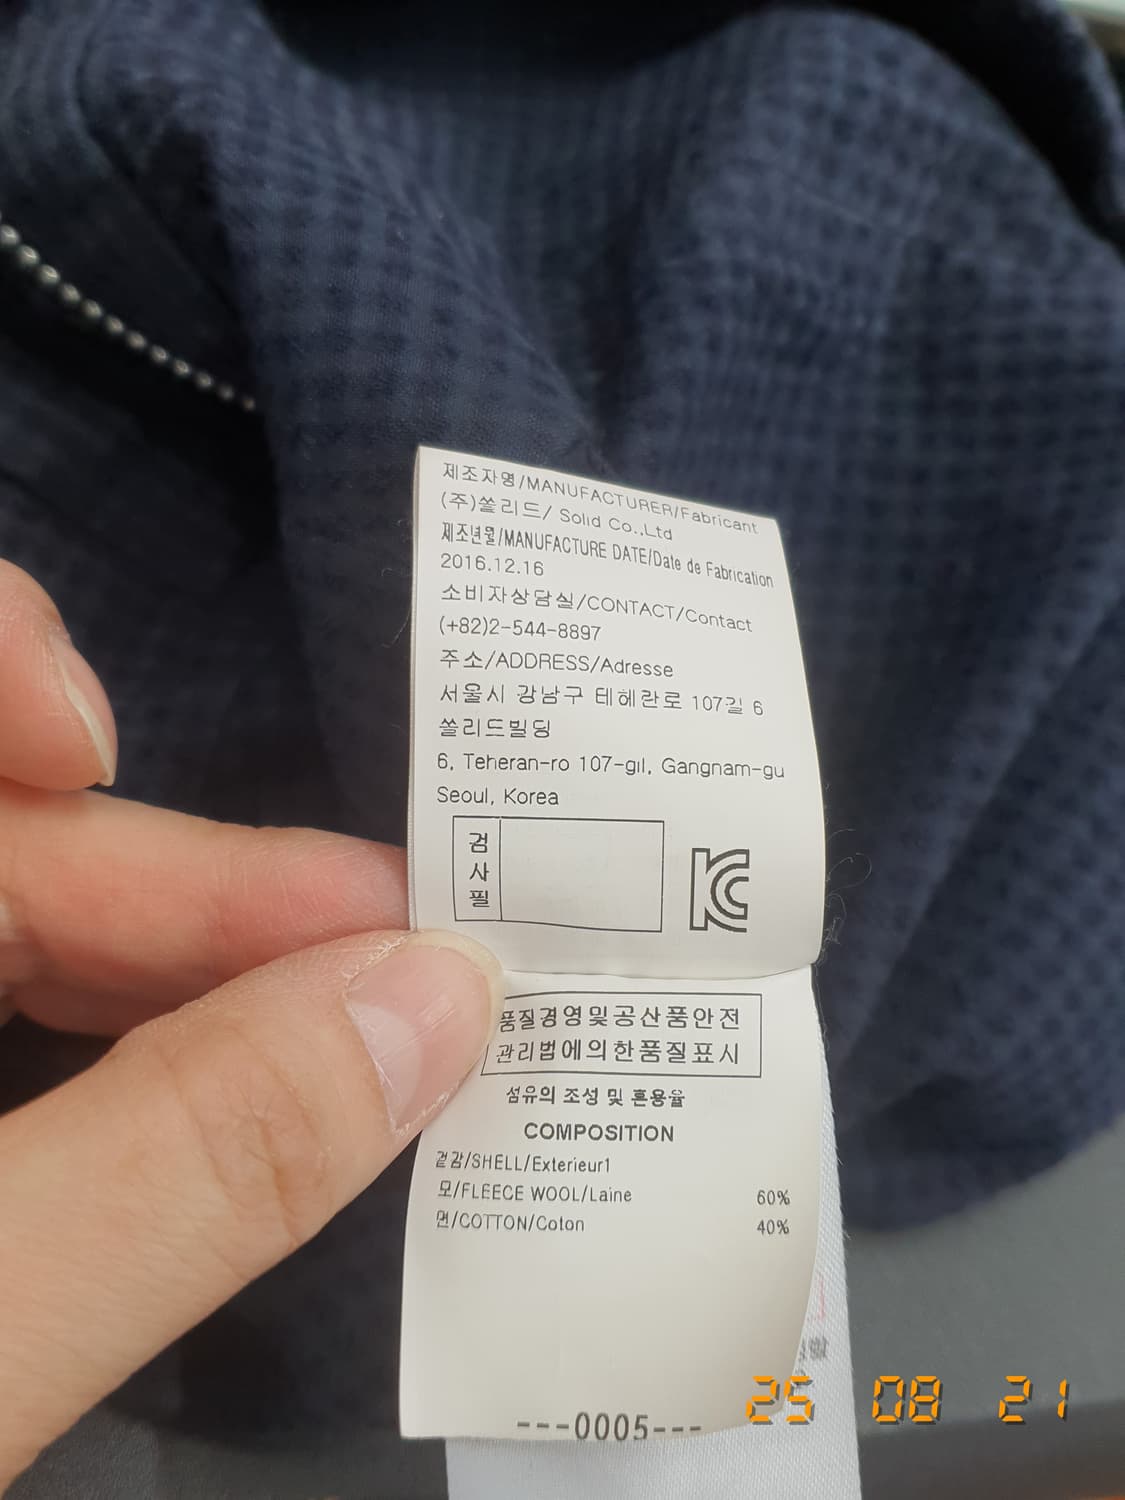 제조자명/MANUFACTURER/Fabricant
(주)쏠리드/ Solid Co.,Ltd
제조년월/MANUFACTURE DATE/Date de Fabrication
2016.12.16
소비자상담실/CONTACT/Contact
(+82)2-544-8897
주소/ADDRESS/Adresse
서울시 강남구 테헤란로 107길 6
쏠리드빌딩
6, Teheran-ro 107-gil, Gangnam-gu
Seoul, Korea
검
사
필
KC
품질경영및공산품안전
관리법에의한품질표시
섬유의 조성 및 혼용율
COMPOSITION
겉감/SHELL/Exterieur1
모/FLEECE WOOL/Laine 60%
면/COTTON/Coton 40%
---0005---
25 08 21